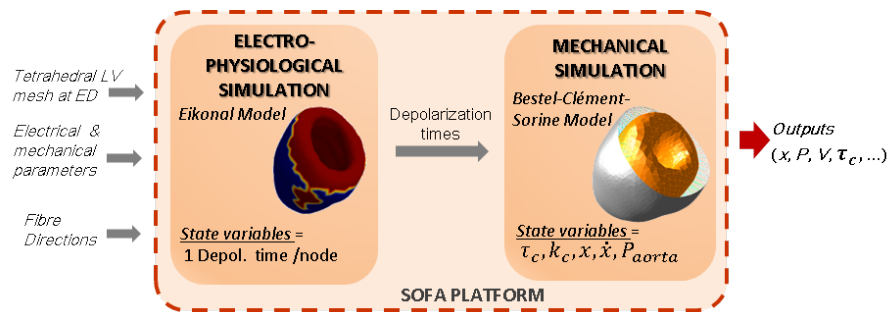 Tetrahedral LV
mesh at ED
Electrical &
mechanical
parameters
Fibre
Directions
ELECTRO-
PHYSIOLOGICAL
SIMULATION
Eikonal Model
State variables =
1 Depol. time /node
Depolarization
times
MECHANICAL
SIMULATION
Bestel-Clément-
Sorine Model
State variables =
τc, kc, x, ẋ, Paorta
Outputs
(x, P, V, τc, ...)
SOFA PLATFORM